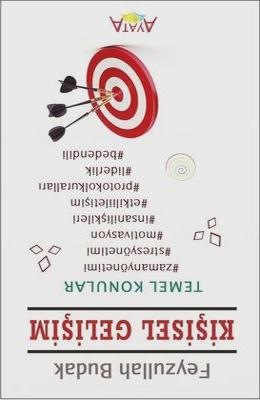 Feyzullah Budak
KİŞİSEL GELİŞİM
TEMEL KONULAR
#zamanyönetimi
#stresyönetimi
#motivasyon
#insanilişkileri
#etkiliiletişim
#protokolkuralları
#liderlik
#bedendili
AYATA